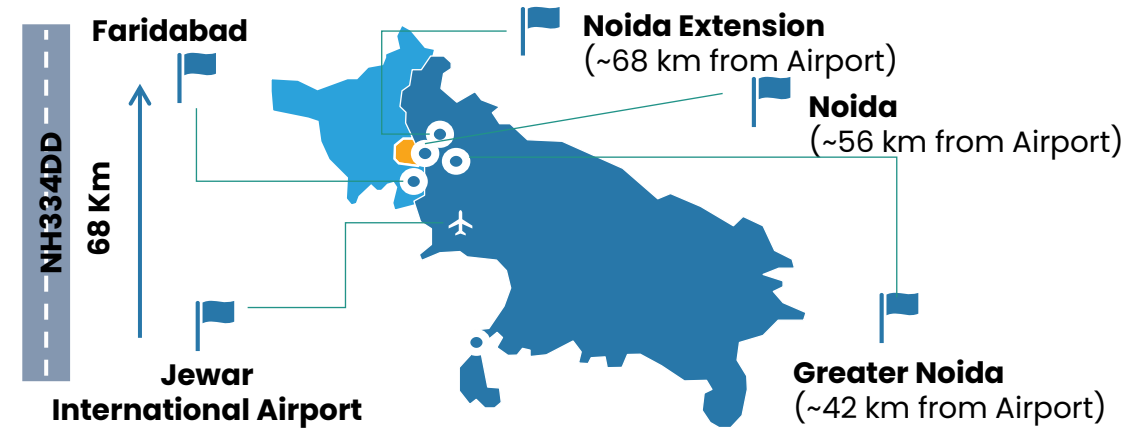 Faridabad
NH334DD
68 Km
Jewar
International Airport
Noida Extension
(~68 km from Airport)
Noida
(~56 km from Airport)
Greater Noida
(~42 km from Airport)